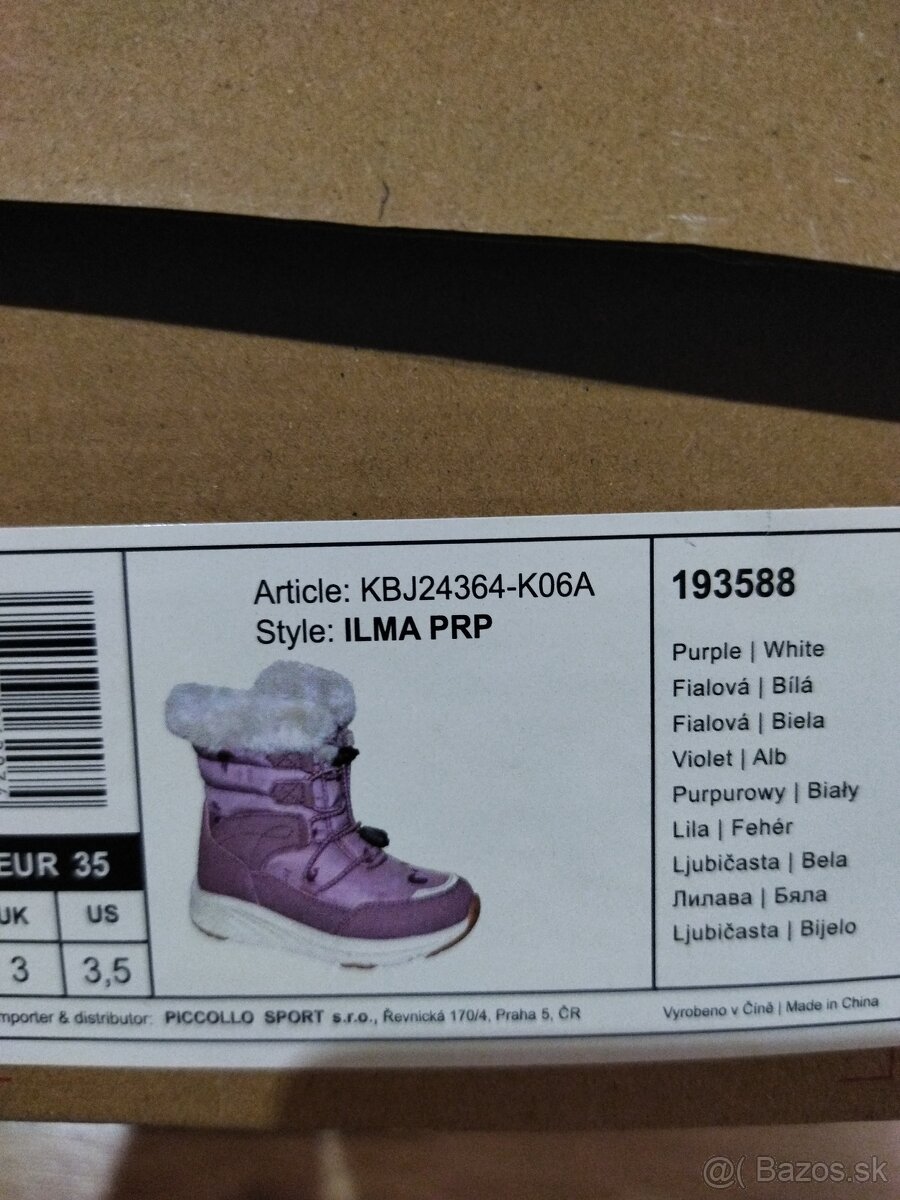 Article: KBJ24364-K06A
Style: ILMA PRP
193588
Purple | White
Fialová | Bílá
Fialová | Biela
Violet | Alb
Purpurowy | Biały
Lila | Fehér
Ljubičasta | Bela
Лилава | Бяла
Ljubičasta | Bijelo
EUR 35
UK US
3 3,5
mporter & distributor: PICCOLLO SPORT s.r.o., Řevnická 170/4, Praha 5, ČR
Vyrobeno v Číně | Made in China
@( Bazos.sk